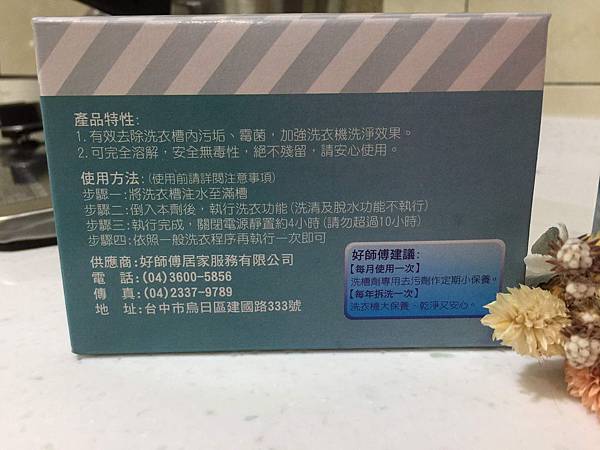 產品特性:
1.有效去除洗衣槽內污垢、霉菌，加強洗衣機洗淨效果。
2.可完全溶解，安全無毒性，絕不殘留，請安心使用。
使用方法:(使用前請詳閱注意事項)
步驟一:將洗衣槽注水至滿槽
步驟二:倒入本劑後，執行洗衣功能(洗清及脫水功能不執行)
步驟三:執行完成，關閉電源靜置約4小時(請勿超過10小時)
步驟四:依照一般洗衣程序再執行一次即可
供應商:好師傅居家服務有限公司
電 話:(04)3600-5856
傳 真:(04)2337-9789
地 址:台中市烏日區建國路333號
好師傅建議:
【每月使用一次】
洗槽劑專用去污劑作定期小保養。
【每年拆洗一次】
洗衣機大保養、乾淨又安心。